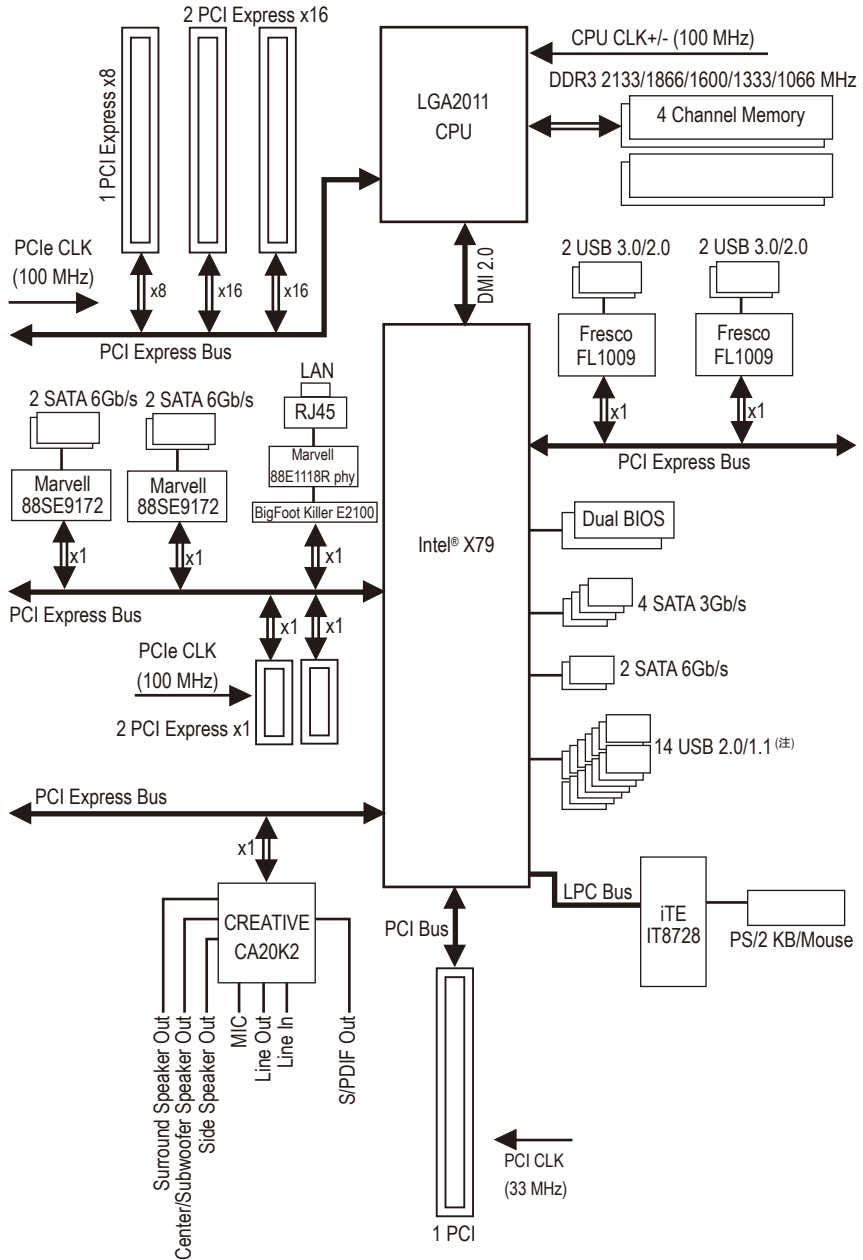 2 PCI Express x16
1 PCI Express x8
CPU CLK+/- (100 MHz)
LGA2011
CPU
DDR3 2133/1866/1600/1333/1066 MHz
4 Channel Memory
PCIe CLK
(100 MHz)
x8
x16
x16
PCI Express Bus
DMI 2.0
2 USB 3.0/2.0
2 USB 3.0/2.0
Fresco
FL1009
Fresco
FL1009
x1
x1
PCI Express Bus
LAN
RJ45
2 SATA 6Gb/s
2 SATA 6Gb/s
Marvell
88E1118R phy
Marvell
88SE9172
Marvell
88SE9172
BigFoot Killer E2100
x1
x1
x1
PCI Express Bus
x1
x1
PCIe CLK
(100 MHz)
2 PCI Express x1
Intel® X79
Dual BIOS
4 SATA 3Gb/s
2 SATA 6Gb/s
14 USB 2.0/1.1 (注)
PCI Express Bus
x1
CREATIVE
CA20K2
Surround Speaker Out
Center/Subwoofer Speaker Out
Side Speaker Out
MIC
Line Out
Line In
S/PDIF Out
PCI Bus
LPC Bus
iTE
IT8728
PS/2 KB/Mouse
PCI CLK
(33 MHz)
1 PCI